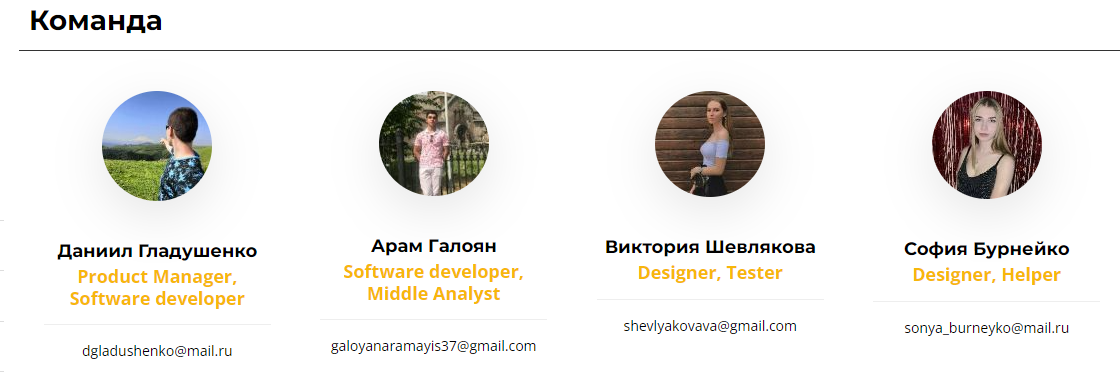 Команда
Даниил Гладушенко
Product Manager,
Software developer
dgladushenko@mail.ru
Арам Галоян
Software developer,
Middle Analyst
galoyanaramayis37@gmail.com
Виктория Шевлякова
Designer, Tester
shevlyakovava@gmail.com
София Бурнейко
Designer, Helper
sonya_burneyko@mail.ru